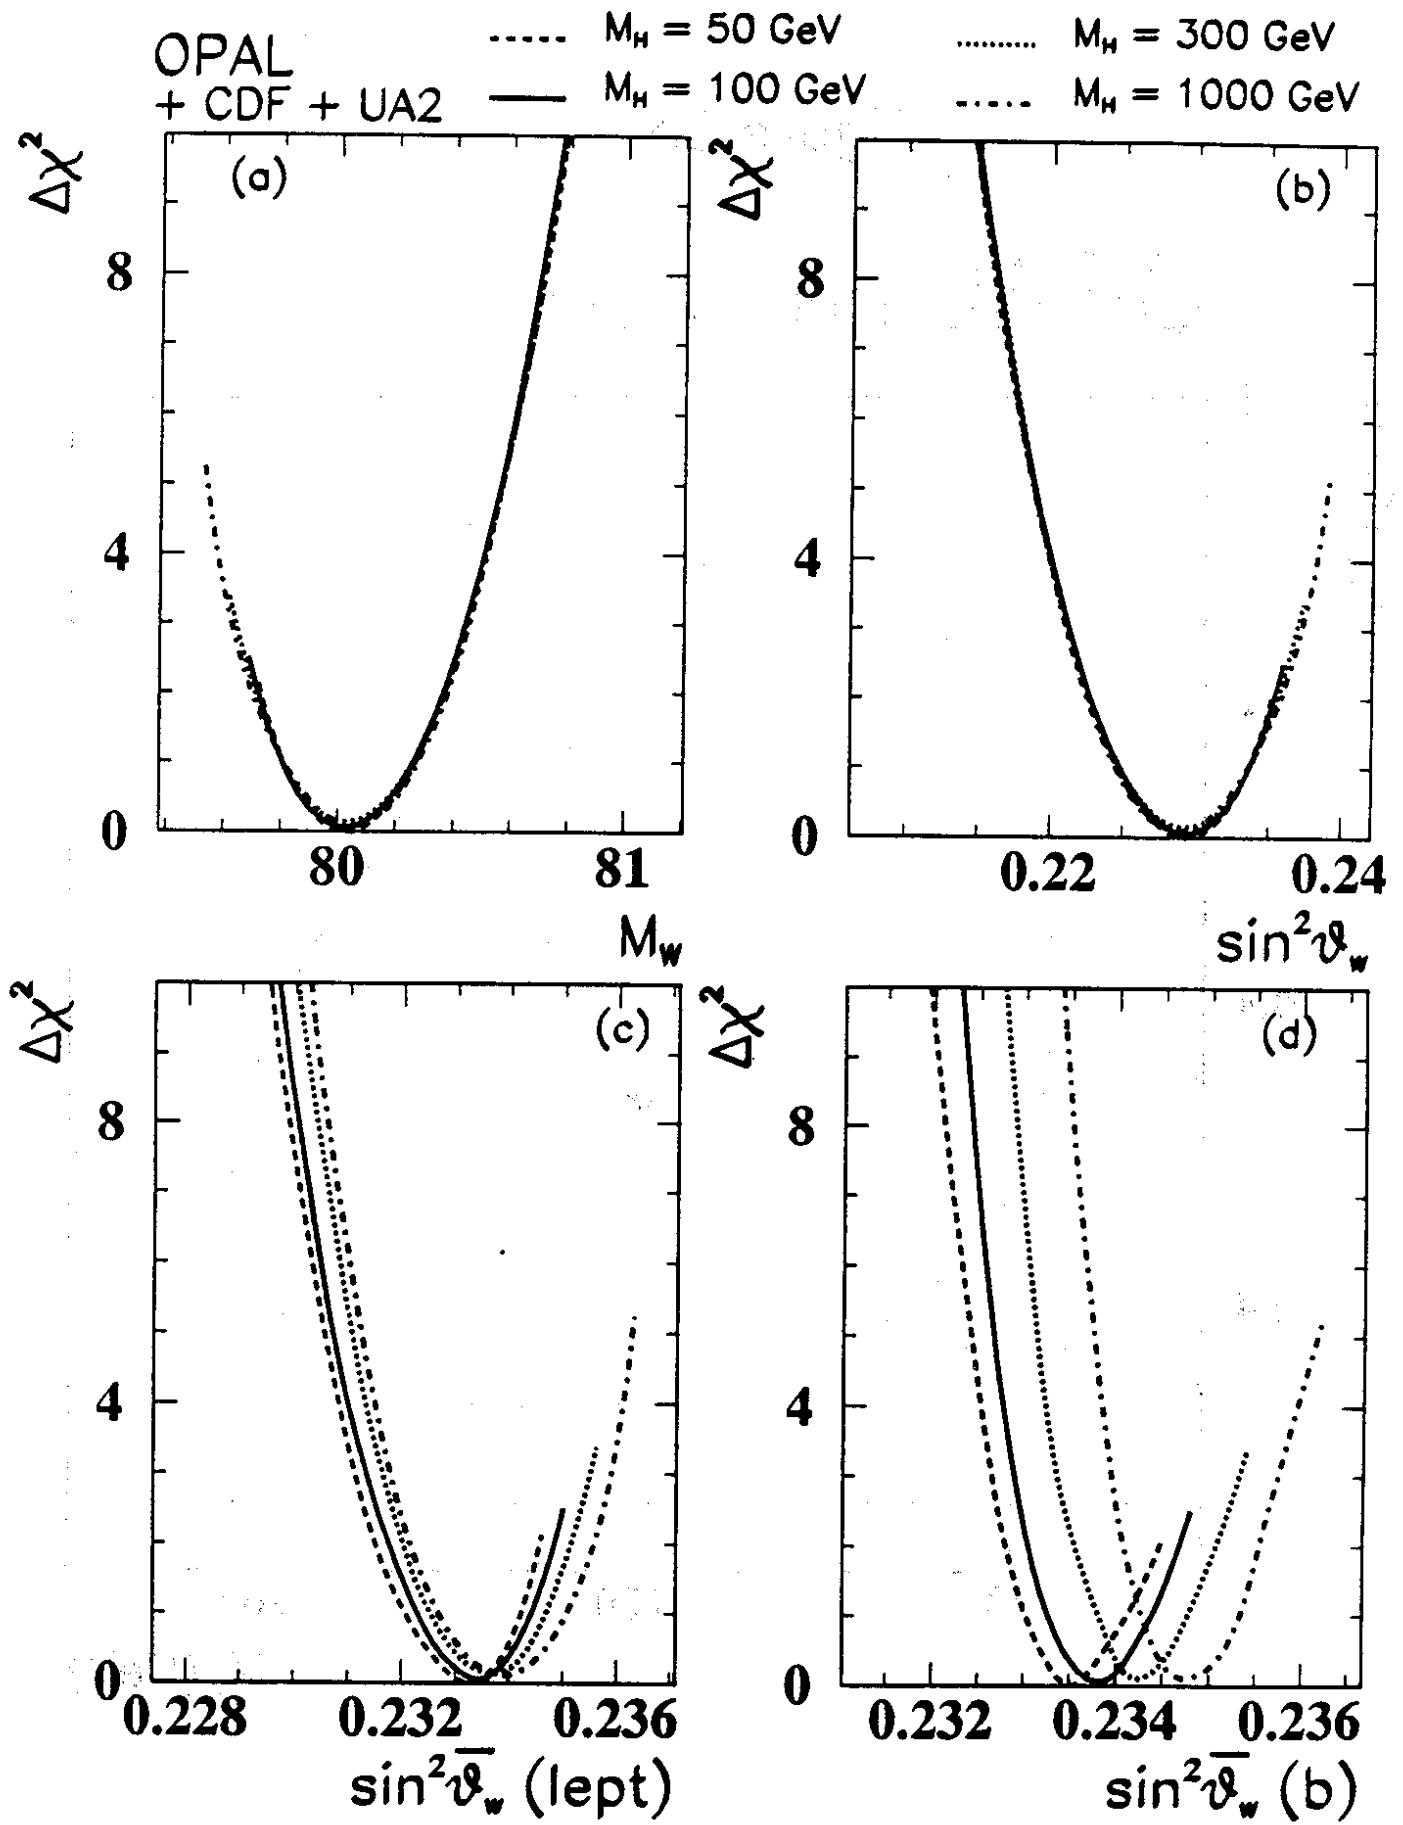 OPAL
+ CDF + UA2
M_H = 50 GeV
M_H = 100 GeV
M_H = 300 GeV
M_H = 1000 GeV
Δχ²
(a)
8
4
0
80 81
M_W
Δχ²
(b)
8
4
0
0.22 0.24
sin²ϑ_w
Δχ²
(c)
8
4
0
0.228 0.232 0.236
sin²ϑ̅_w (lept)
Δχ²
(d)
8
4
0
0.232 0.234 0.236
sin²ϑ̅_w (b)